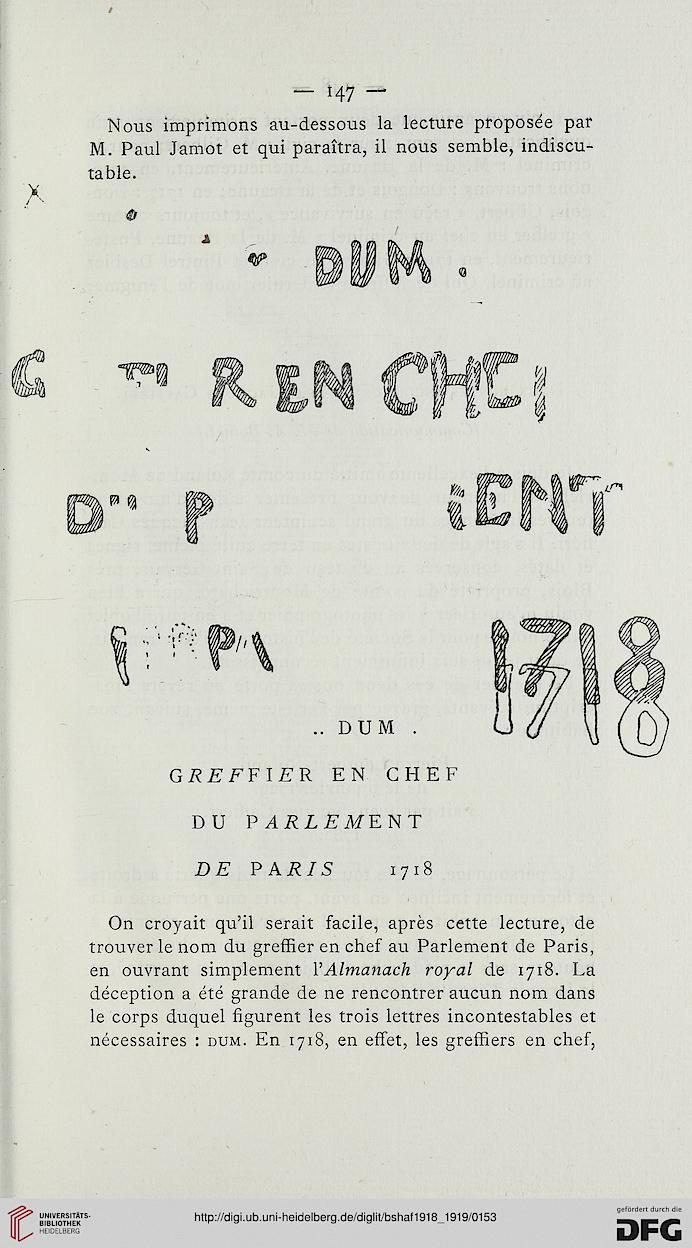 — 147 —
Nous imprimons au-dessous la lecture proposée par
M. Paul Jamot et qui paraîtra, il nous semble, indiscu-
table.
DUM .
G R EN CHE
D P ENT
PA 1718
.. DUM .
GREFFIER EN CHEF
DU PARLEMENT
DE PARIS 1718
On croyait qu'il serait facile, après cette lecture, de
trouver le nom du greffier en chef au Parlement de Paris,
en ouvrant simplement l'Almanach royal de 1718. La
déception a été grande de ne rencontrer aucun nom dans
le corps duquel figurent les trois lettres incontestables et
nécessaires : DUM. En 1718, en effet, les greffiers en chef,
UNIVERSITÄTS-
BIBLIOTHEK
HEIDELBERG
http://digi.ub.uni-heidelberg.de/diglit/bshaf1918_1919/0153
gefördert durch die
DFG